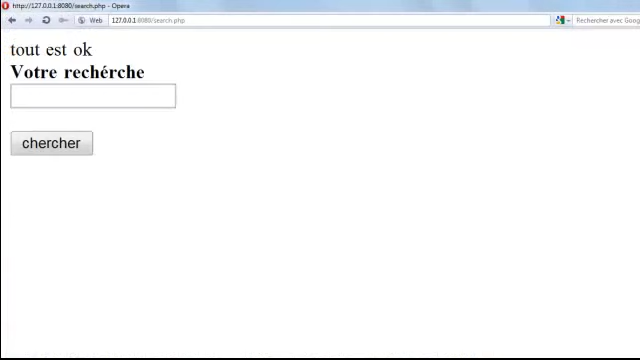 http://127.0.0.1:8080/search.php - Opera
Web
127.0.0.1:8080/search.php
Rechercher avec Goog
tout est ok
Votre rechérche
chercher